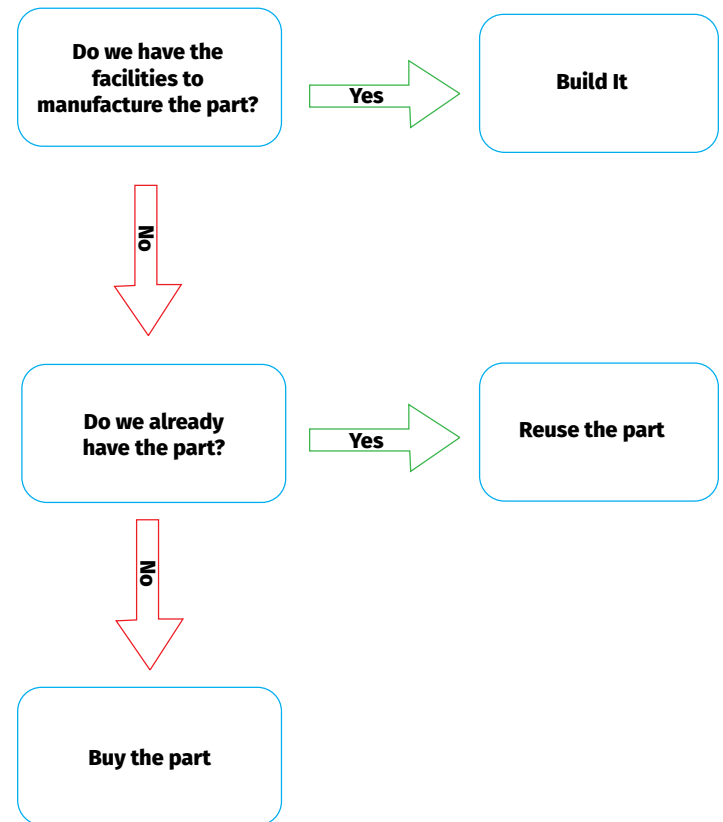 Do we have the
facilities to
manufacture the part?
Yes
Build It
No
Do we already
have the part?
Yes
Reuse the part
No
Buy the part